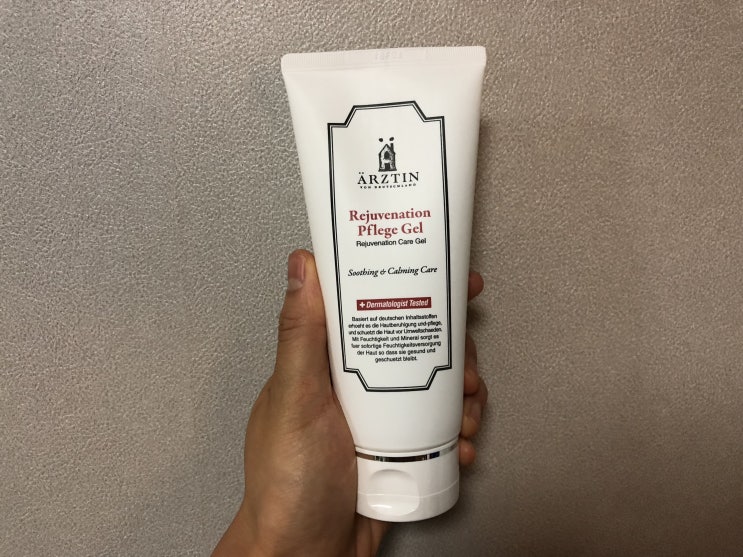 ÄRZTIN
VON DEUTSCHLAND
Rejuvenation
Pflege Gel
Rejuvenation Care Gel
Soothing & Calming Care
+ Dermatologist Tested
Basiert auf deutschen Inhaltsstoffen
erhoeht es die Hautberuhigung und-pflege,
und schuetzt die Haut vor Umweltschaeden.
Mit Feuchtigkeit und Mineral sorgt es
fuer sofortige Feuchtigkeitsversorgung
der Haut so dass sie gesund und
geschuetzt bleibt.